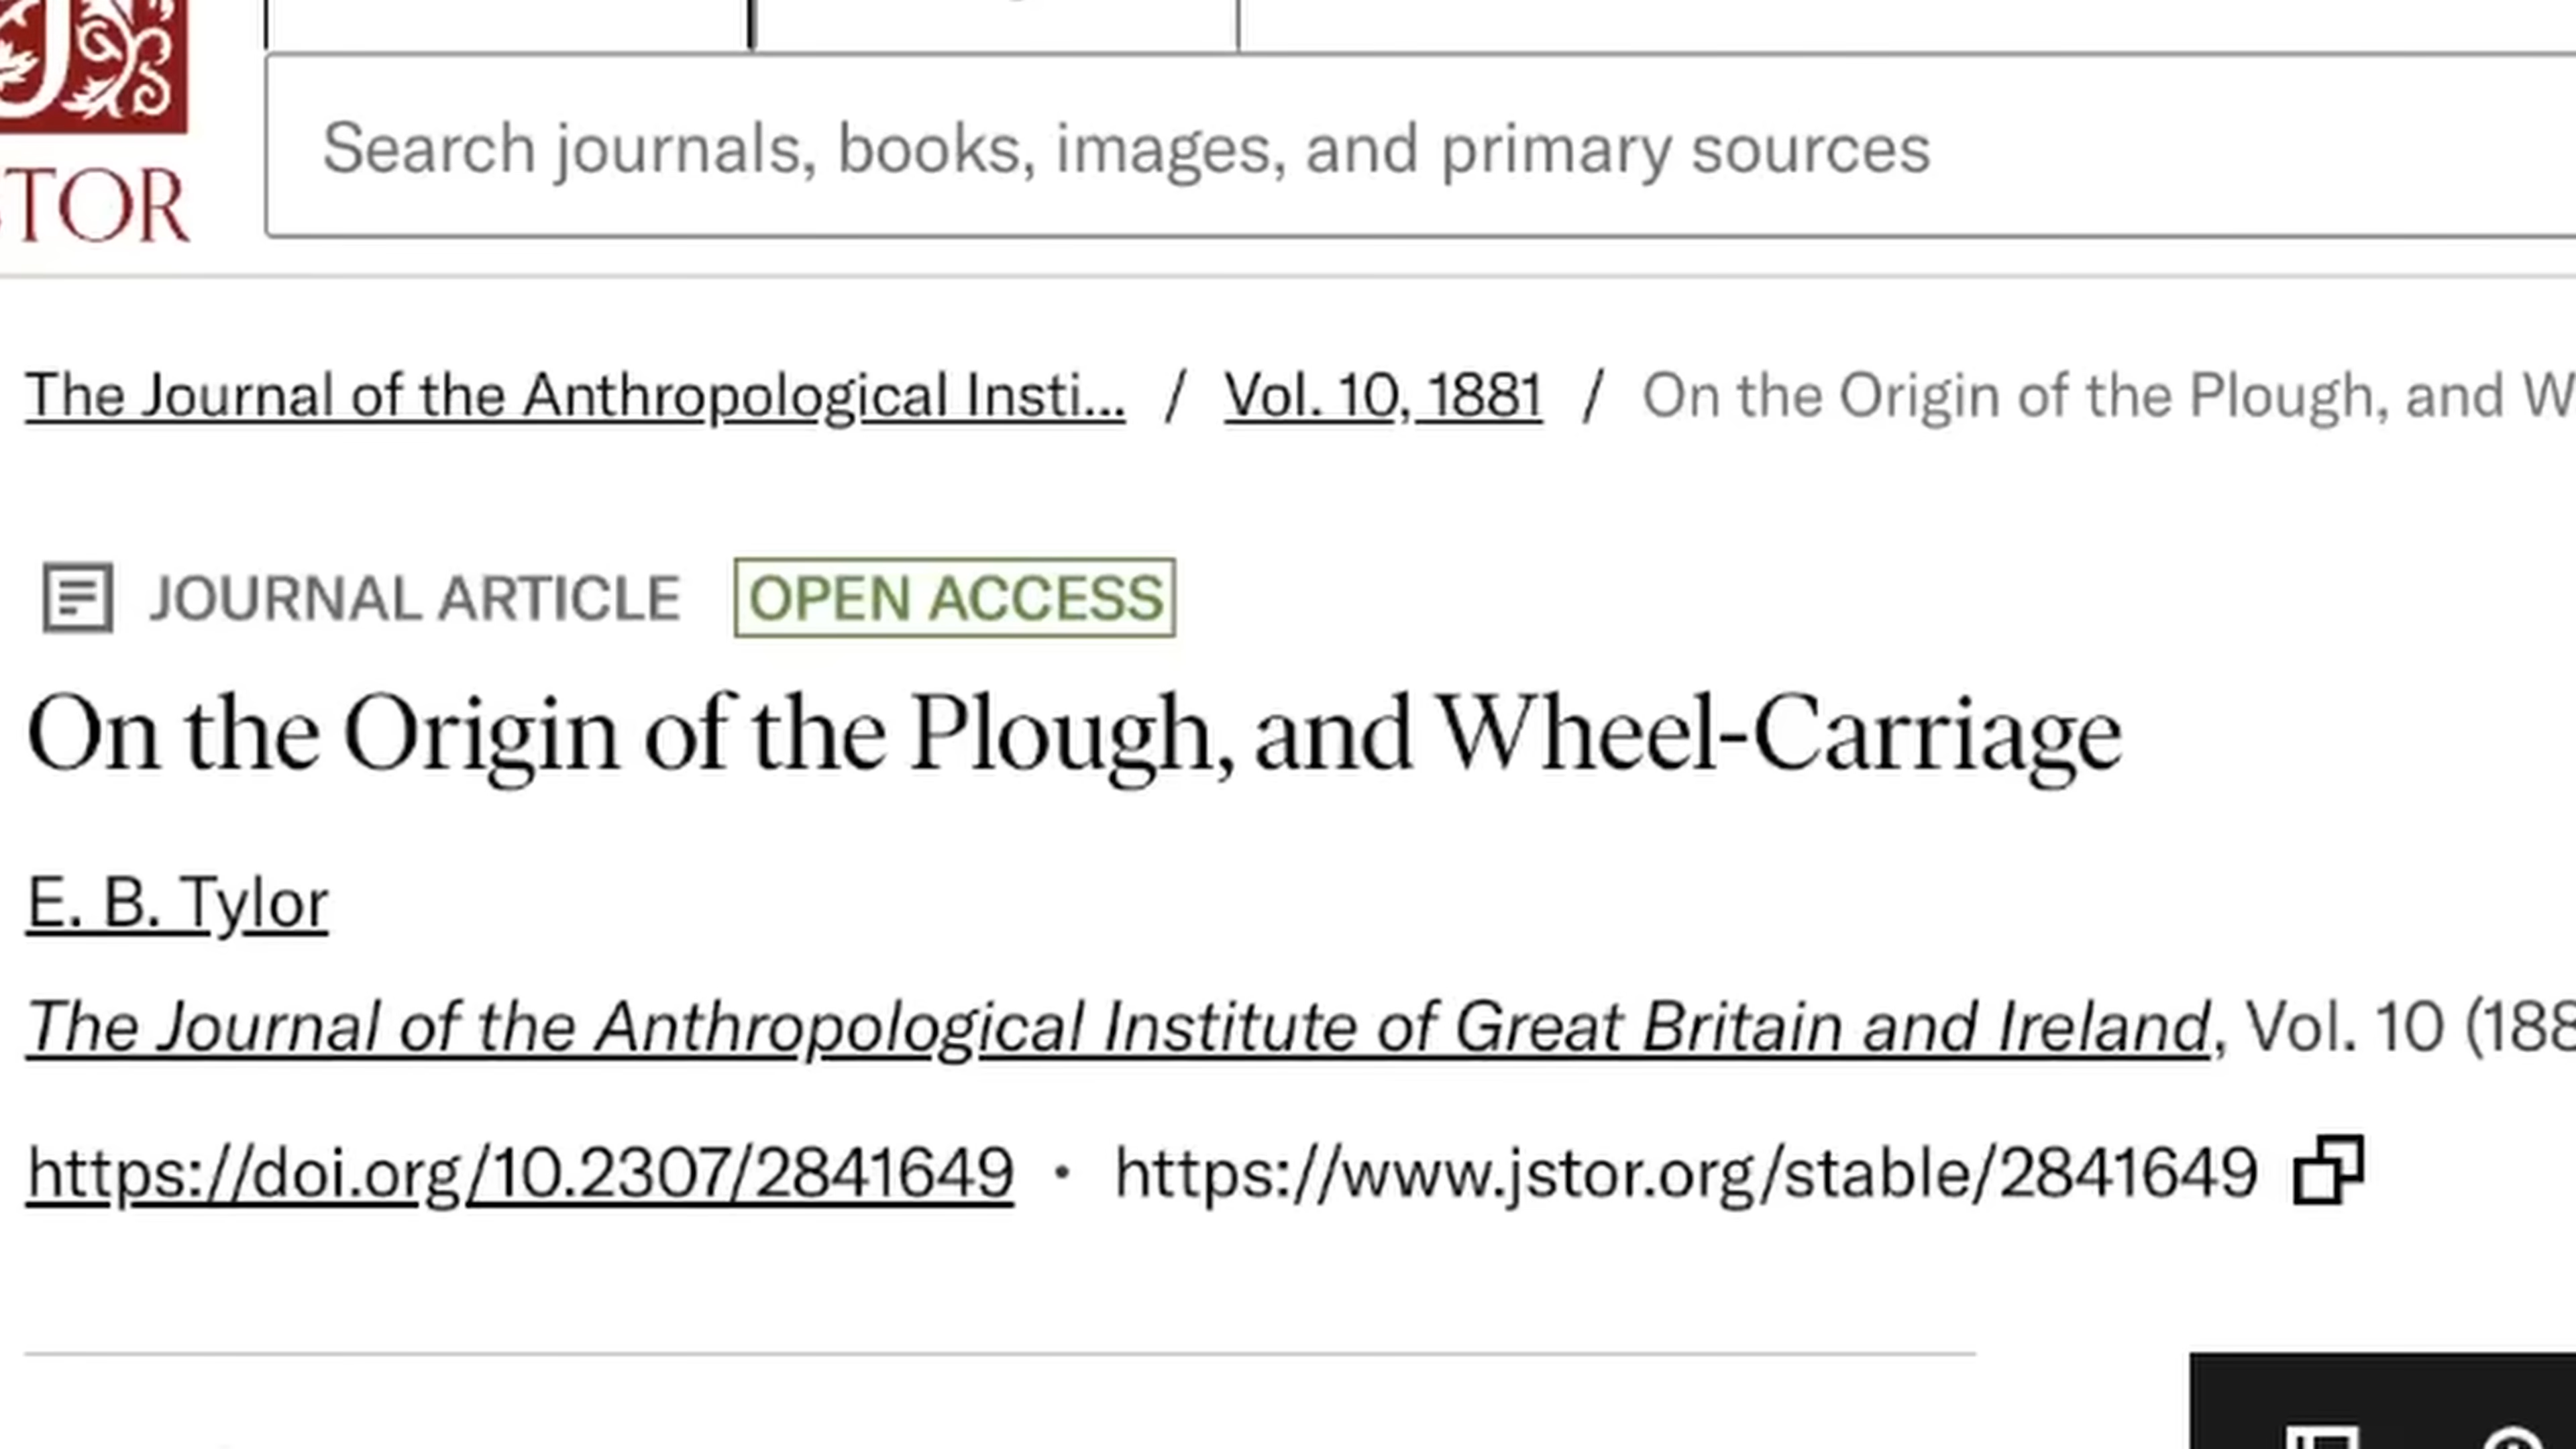 STOR
Search journals, books, images, and primary sources
The Journal of the Anthropological Insti... / Vol. 10, 1881 / On the Origin of the Plough, and W
JOURNAL ARTICLE OPEN ACCESS
On the Origin of the Plough, and Wheel-Carriage
E. B. Tylor
The Journal of the Anthropological Institute of Great Britain and Ireland, Vol. 10 (188
https://doi.org/10.2307/2841649 • https://www.jstor.org/stable/2841649